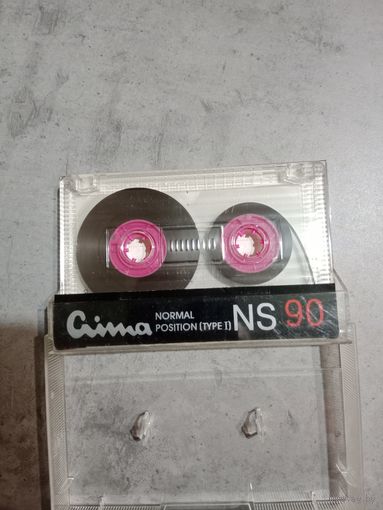 Cima NORMAL POSITION (TYPE I) NS 90